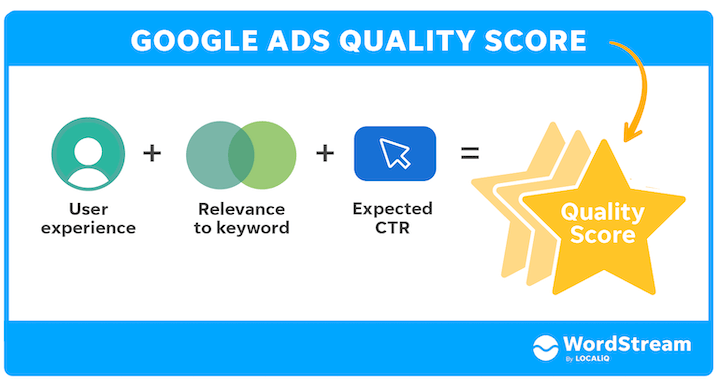 GOOGLE ADS QUALITY SCORE
User
experience
+
Relevance
to keyword
+
Expected
CTR
=
Quality
Score
WordStream
By LOCALiQ